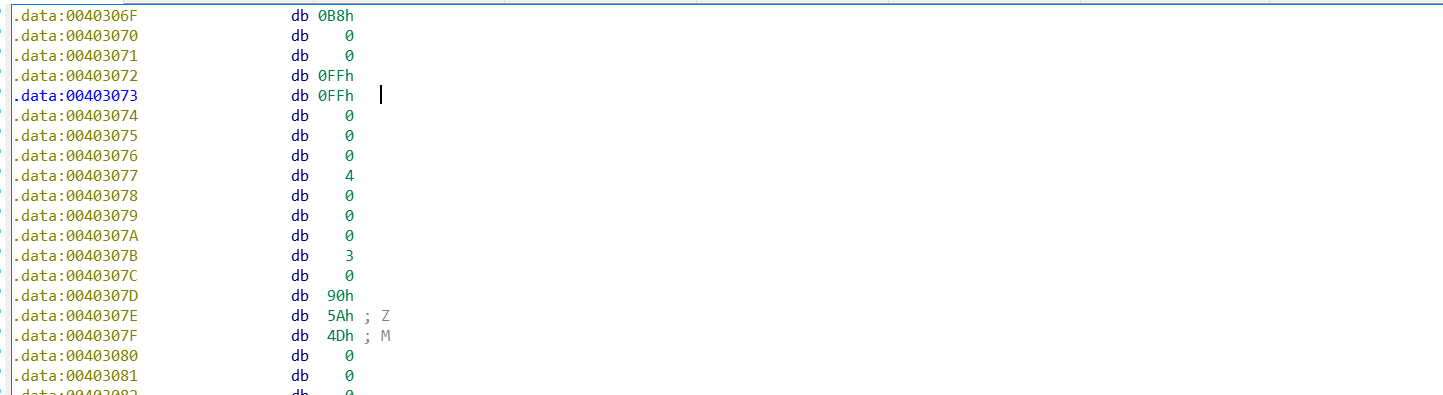 .data:0040306F db 0B8h
.data:00403070 db 0
.data:00403071 db 0
.data:00403072 db 0FFh
.data:00403073 db 0FFh
.data:00403074 db 0
.data:00403075 db 0
.data:00403076 db 0
.data:00403077 db 4
.data:00403078 db 0
.data:00403079 db 0
.data:0040307A db 0
.data:0040307B db 3
.data:0040307C db 0
.data:0040307D db 90h
.data:0040307E db 5Ah ; Z
.data:0040307F db 4Dh ; M
.data:00403080 db 0
.data:00403081 db 0
.data:00403082 db 0